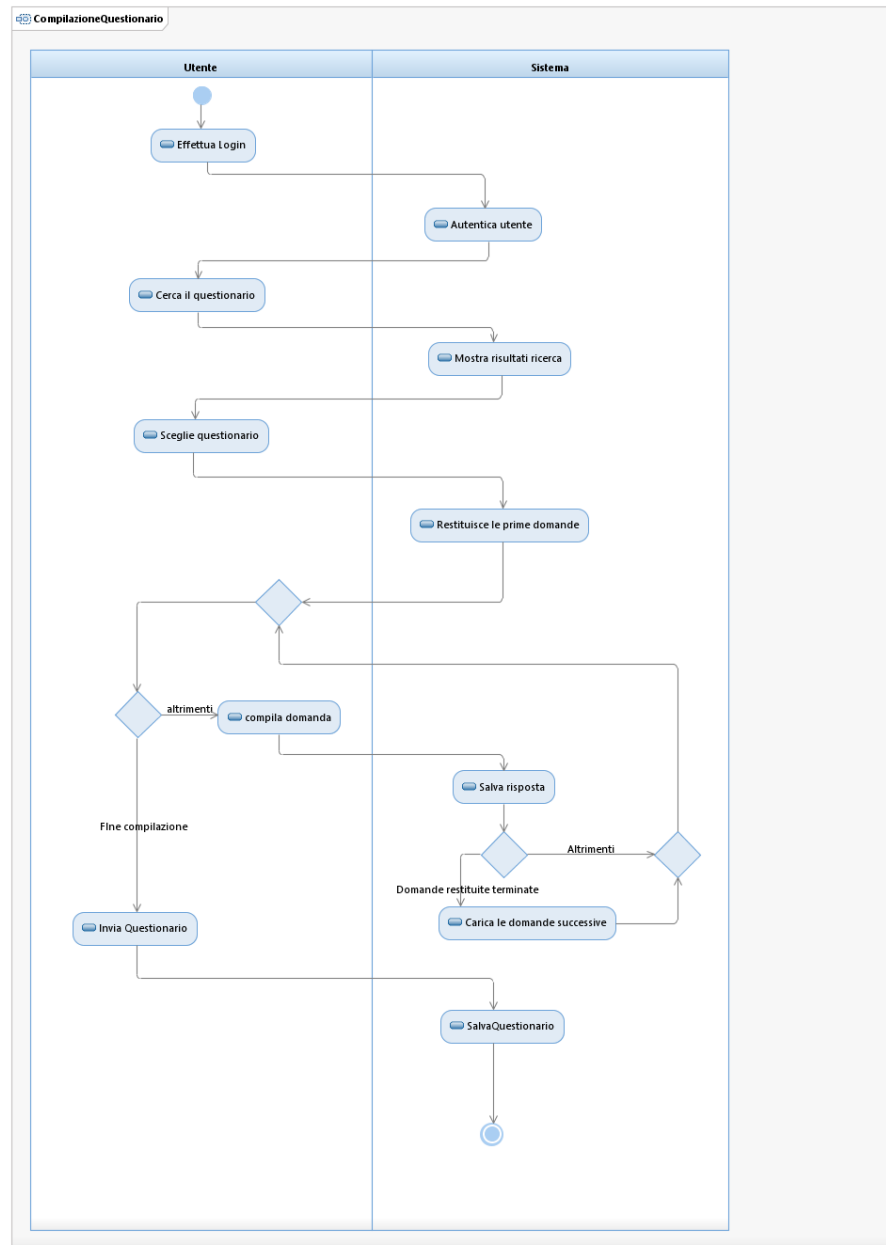 CompilazioneQuestionario
Utente
Sistema
Effettua Login
Autentica utente
Cerca il questionario
Mostra risultati ricerca
Sceglie questionario
Restituisce le prime domande
altrimenti
compila domanda
Salva risposta
FIne compilazione
Altrimenti
Domande restituite terminate
Carica le domande successive
Invia Questionario
SalvaQuestionario